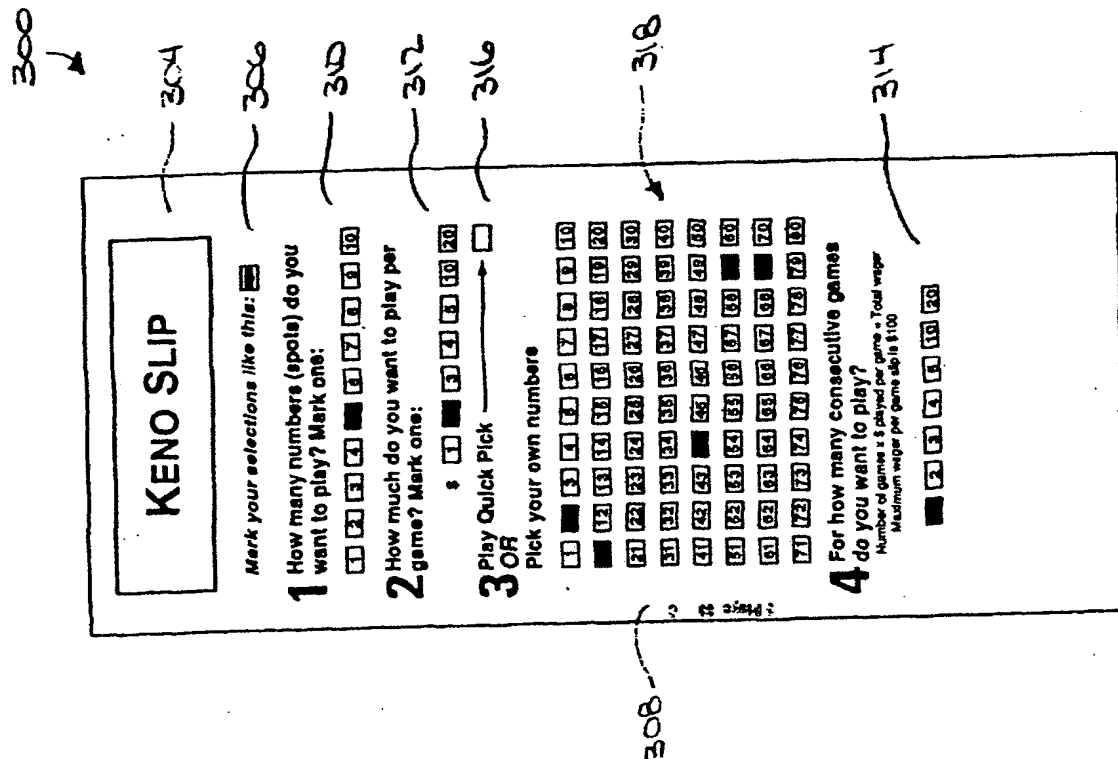 300
KENO SLIP
304
Mark your selections like this:
306
1 How many numbers (spots) do you
want to play? Mark one:
310
1 2 3 4 6 7 8 9 10
2 How much do you want to play per
game? Mark one:
312
$ 1 3 4 5 10 20
3 Play Quick Pick
316
OR
Pick your own numbers
1 3 4 5 6 7 8 9 10
12 13 14 15 16 17 18 19 20
21 22 23 24 25 26 27 28 29 30
31 32 33 34 35 36 37 38 39 40
41 42 43 45 46 47 48 49 50
51 52 53 54 55 56 57 58 60
61 62 63 64 65 66 67 68 70
71 72 73 74 75 76 77 78 79 80
308
318
4 For how many consecutive games
do you want to play?
Number of games x $ played per game = Total wager
Maximum wager per game slip is $100
314
2 3 4 5 10 20